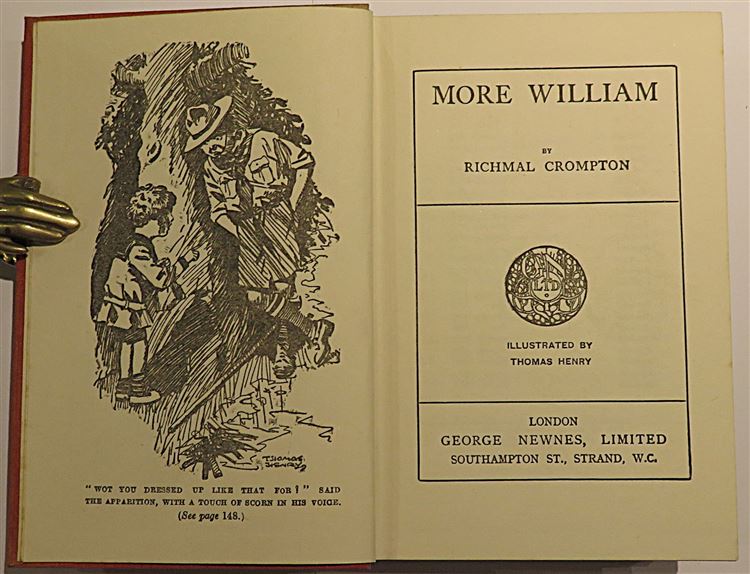 THOMAS
HENRY
"WOT YOU DRESSED UP LIKE THAT FOR?" SAID
THE APPARITION, WITH A TOUCH OF SCORN IN HIS VOICE.
(See page 148.)
MORE WILLIAM
BY
RICHMAL CROMPTON
LTD
ILLUSTRATED BY
THOMAS HENRY
LONDON
GEORGE NEWNES, LIMITED
SOUTHAMPTON ST., STRAND, W.C.